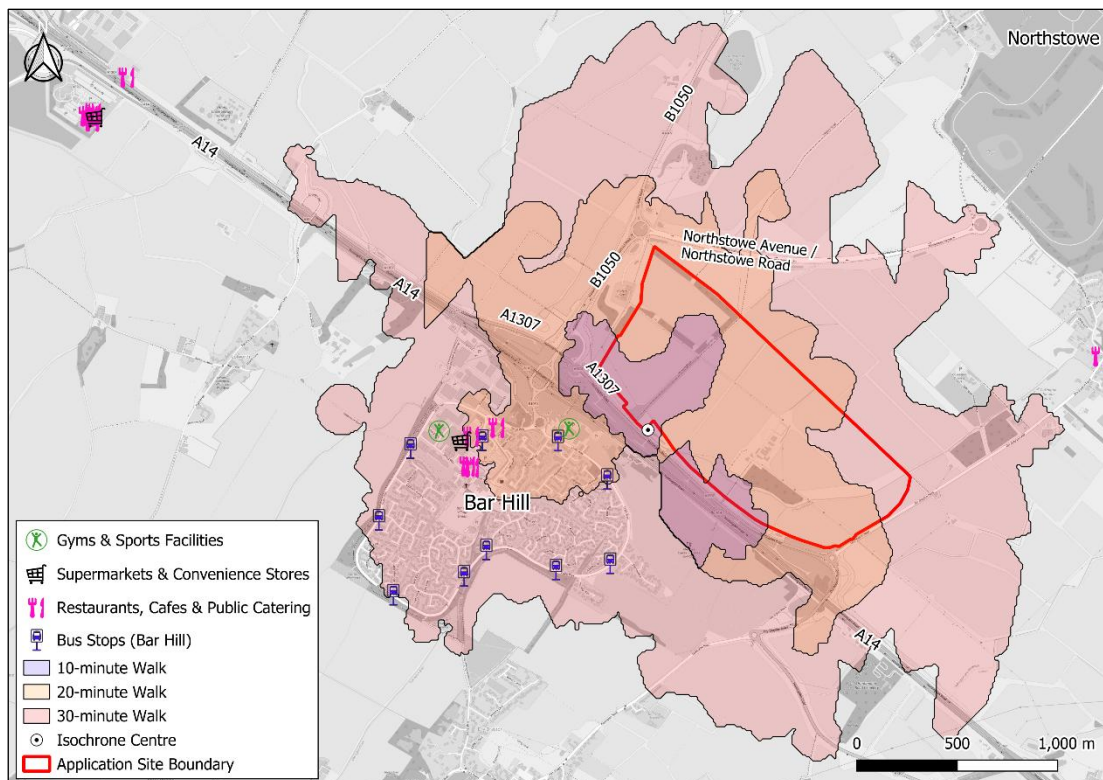 Northstowe
B1050
A14
Northstowe Avenue /
Northstowe Road
B1050
A14
A1307
A1307
Bar Hill
A14
Gyms & Sports Facilities
Supermarkets & Convenience Stores
Restaurants, Cafes & Public Catering
Bus Stops (Bar Hill)
10-minute Walk
20-minute Walk
30-minute Walk
Isochrone Centre
Application Site Boundary
0 500 1,000 m